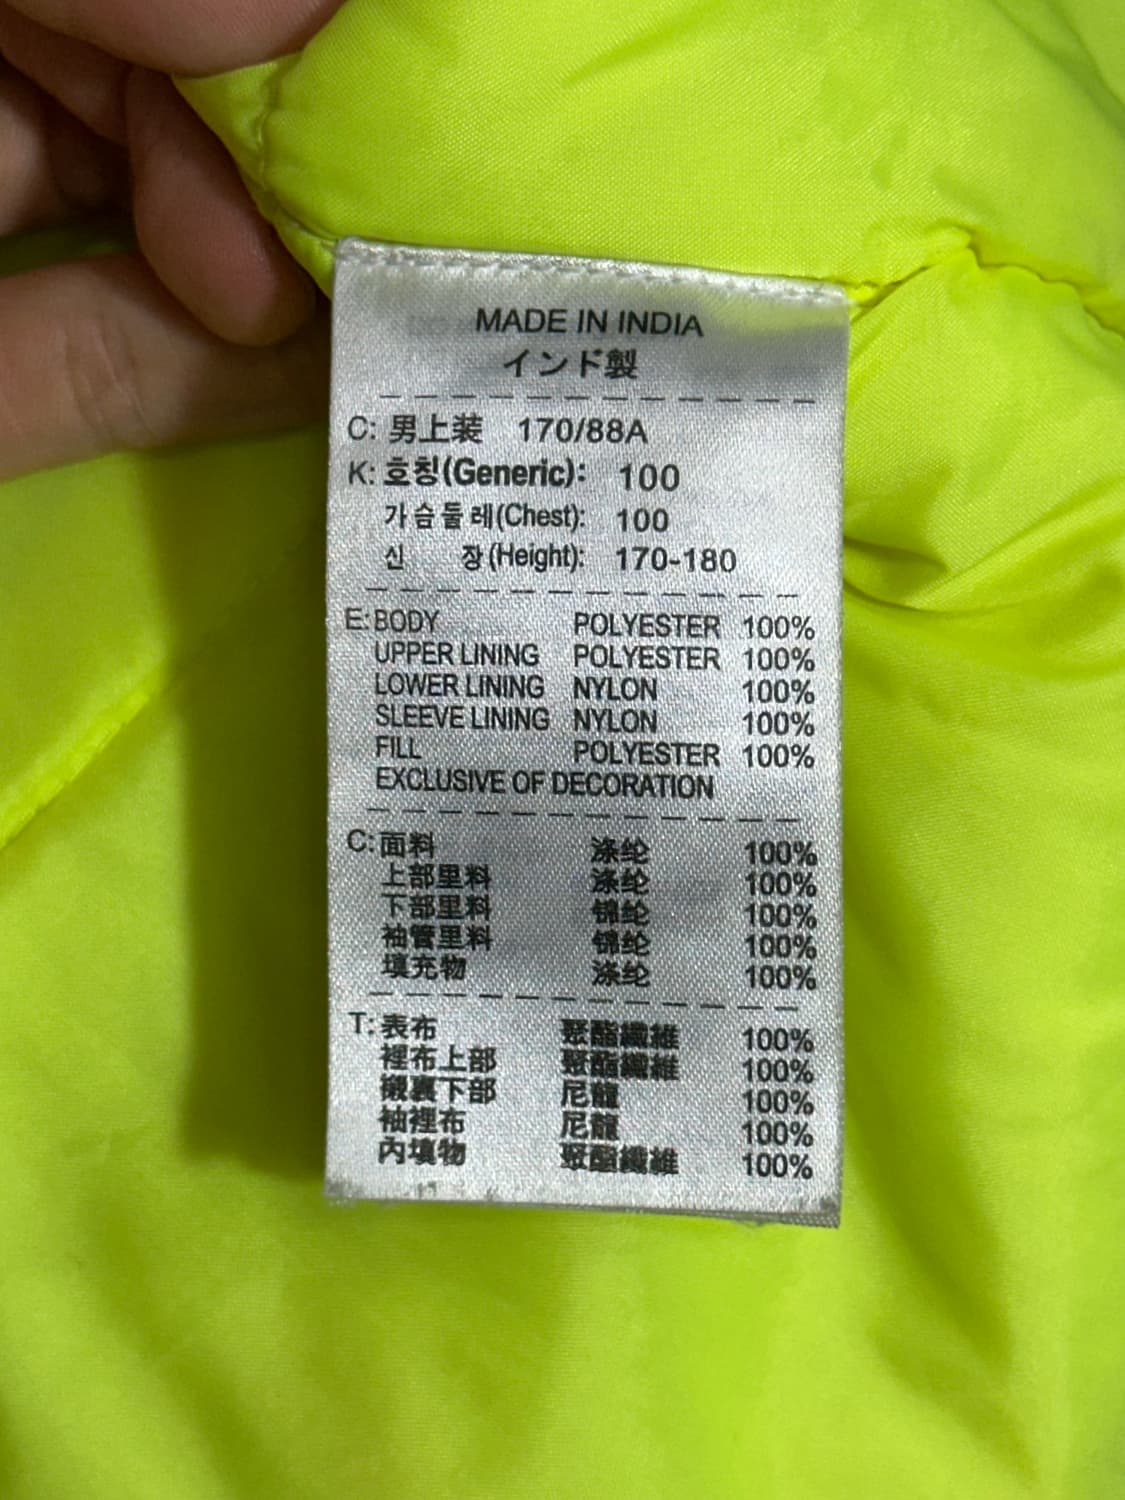 MADE IN INDIA
インド製
C: 男上装 170/88A
K: 호칭(Generic): 100
가슴둘레(Chest): 100
신 장(Height): 170-180
E: BODY POLYESTER 100%
UPPER LINING POLYESTER 100%
LOWER LINING NYLON 100%
SLEEVE LINING NYLON 100%
FILL POLYESTER 100%
EXCLUSIVE OF DECORATION
C: 面料 涤纶 100%
上部里料 涤纶 100%
下部里料 锦纶 100%
袖管里料 锦纶 100%
填充物 涤纶 100%
T: 表布 聚酯纖維 100%
裡布上部 聚酯纖維 100%
襯裏下部 尼龍 100%
袖裡布 尼龍 100%
內填物 聚酯纖維 100%